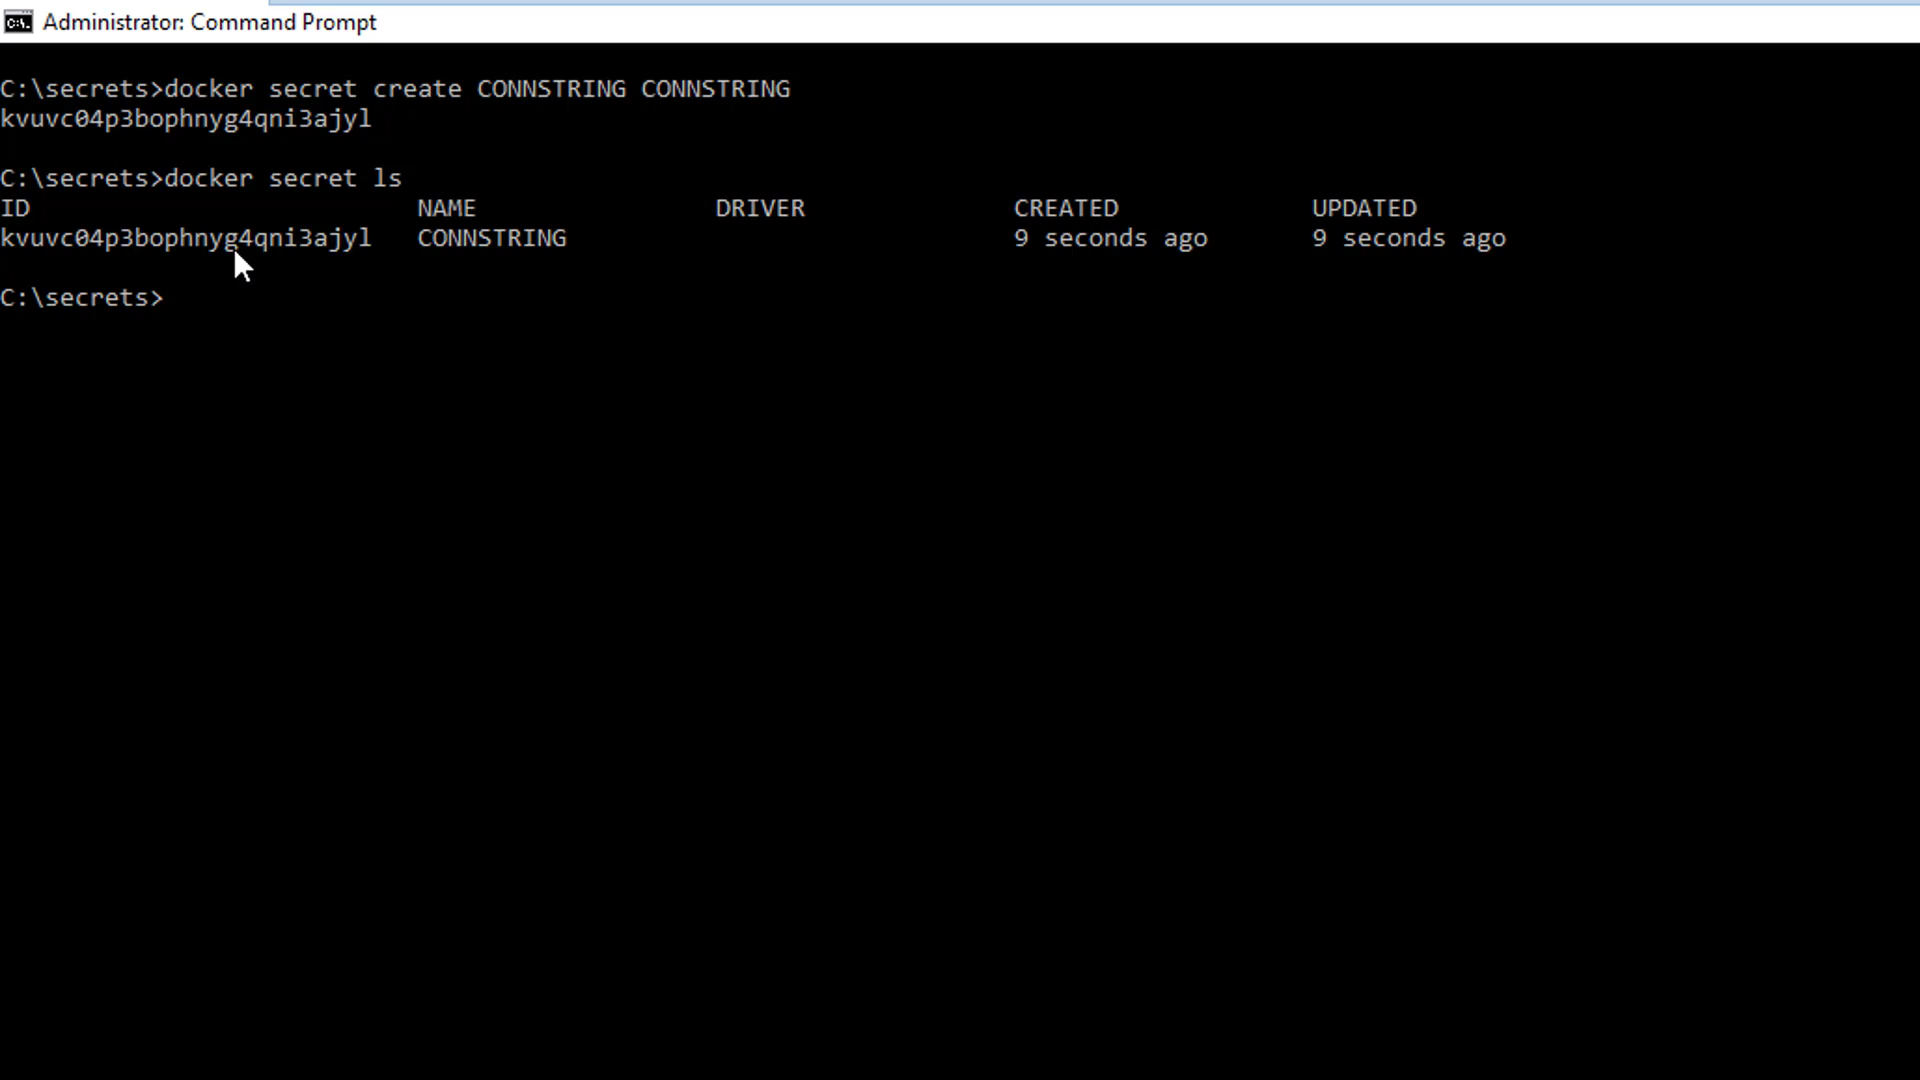 Administrator: Command Prompt
C:\secrets>docker secret create CONNSTRING CONNSTRING
kvuvc04p3bophnyg4qni3ajyl
C:\secrets>docker secret ls
ID NAME DRIVER CREATED UPDATED
kvuvc04p3bophnyg4qni3ajyl CONNSTRING 9 seconds ago 9 seconds ago
C:\secrets>